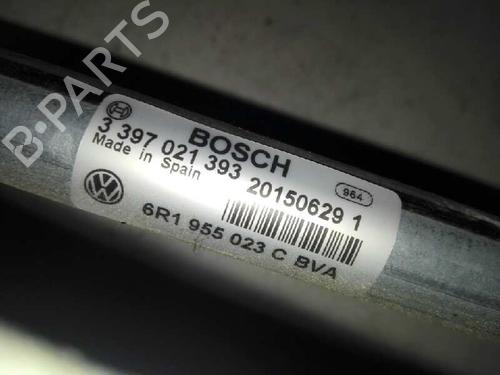 B-PARTS
BOSCH
3 397 021 393 20150629 1
Made in Spain
964
6R1 955 023 C BVA